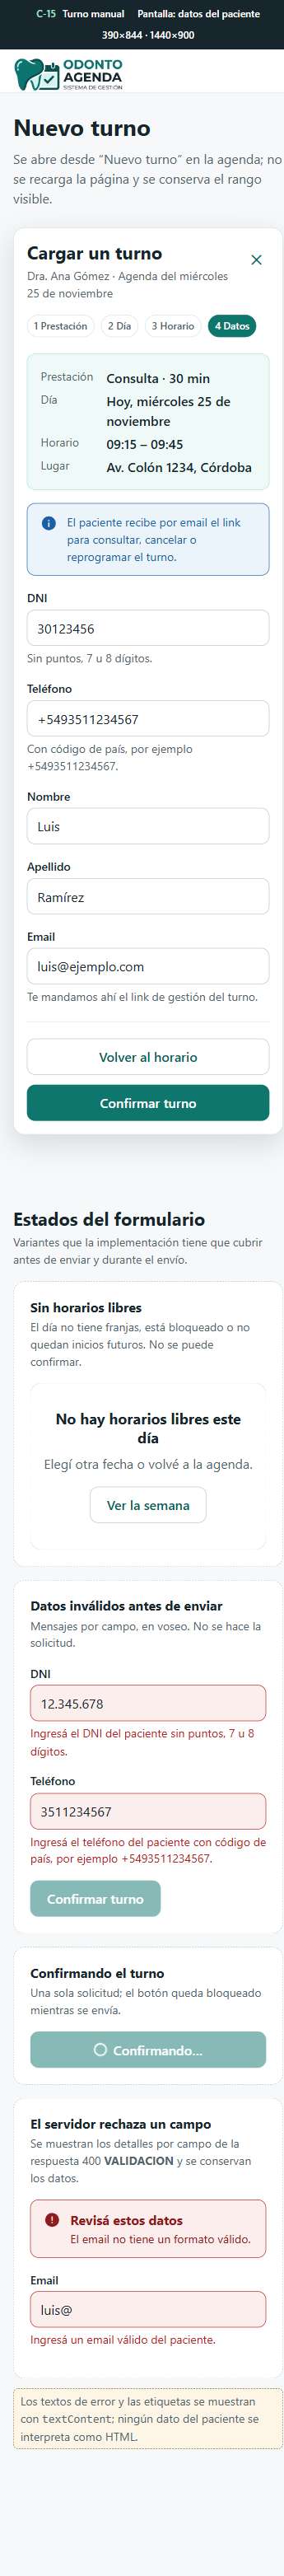 C-15 Turno manual Pantalla: datos del paciente
390×844 · 1440×900
ODONTO
AGENDA
SISTEMA DE GESTIÓN
Nuevo turno
Se abre desde “Nuevo turno” en la agenda; no
se recarga la página y se conserva el rango
visible.
Cargar un turno
Dra. Ana Gómez · Agenda del miércoles
25 de noviembre
1 Prestación
2 Día
3 Horario
4 Datos
Prestación Consulta · 30 min
Día Hoy, miércoles 25 de
noviembre
Horario 09:15 – 09:45
Lugar Av. Colón 1234, Córdoba
El paciente recibe por email el link
para consultar, cancelar o
reprogramar el turno.
DNI
30123456
Sin puntos, 7 u 8 dígitos.
Teléfono
+5493511234567
Con código de país, por ejemplo
+5493511234567.
Nombre
Luis
Apellido
Ramírez
Email
luis@ejemplo.com
Te mandamos ahí el link de gestión del turno.
Volver al horario
Confirmar turno
Estados del formulario
Variantes que la implementación tiene que cubrir
antes de enviar y durante el envío.
Sin horarios libres
El día no tiene franjas, está bloqueado o no
quedan inicios futuros. No se puede
confirmar.
No hay horarios libres este
día
Elegí otra fecha o volvé a la agenda.
Ver la semana
Datos inválidos antes de enviar
Mensajes por campo, en voseo. No se hace la
solicitud.
DNI
12.345.678
Ingresá el DNI del paciente sin puntos, 7 u 8
dígitos.
Teléfono
3511234567
Ingresá el teléfono del paciente con código de
país, por ejemplo +5493511234567.
Confirmar turno
Confirmando el turno
Una sola solicitud; el botón queda bloqueado
mientras se envía.
Confirmando...
El servidor rechaza un campo
Se muestran los detalles por campo de la
respuesta 400 VALIDACION y se conservan
los datos.
Revisá estos datos
El email no tiene un formato válido.
Email
luis@
Ingresá un email válido del paciente.
Los textos de error y las etiquetas se muestran
con textContent; ningún dato del paciente se
interpreta como HTML.